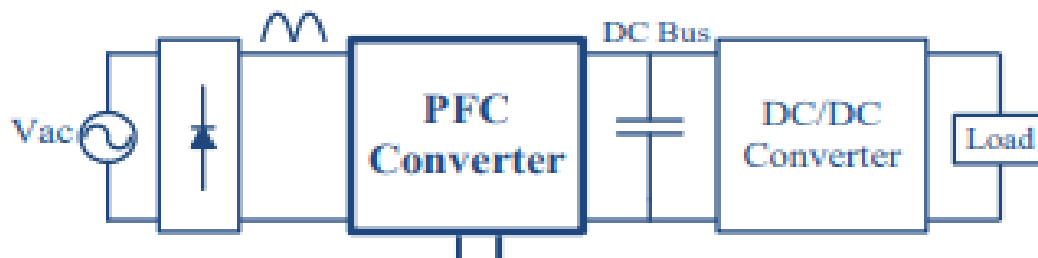 DC Bus
Vac
PFC
Converter
DC/DC
Converter
Load